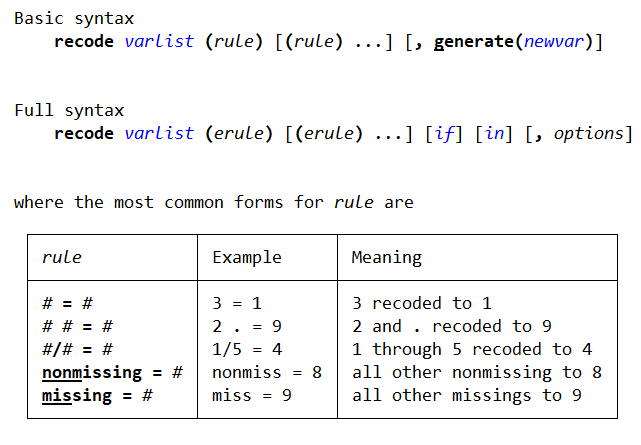 Basic syntax
recode varlist (rule) [(rule) ...] [, generate(newvar)]
Full syntax
recode varlist (erule) [(erule) ...] [if] [in] [, options]
where the most common forms for rule are
rule Example Meaning
# = # 3 = 1 3 recoded to 1
# # = # 2 . = 9 2 and . recoded to 9
#/# = # 1/5 = 4 1 through 5 recoded to 4
nonmissing = # nonmiss = 8 all other nonmissing to 8
missing = # miss = 9 all other missings to 9